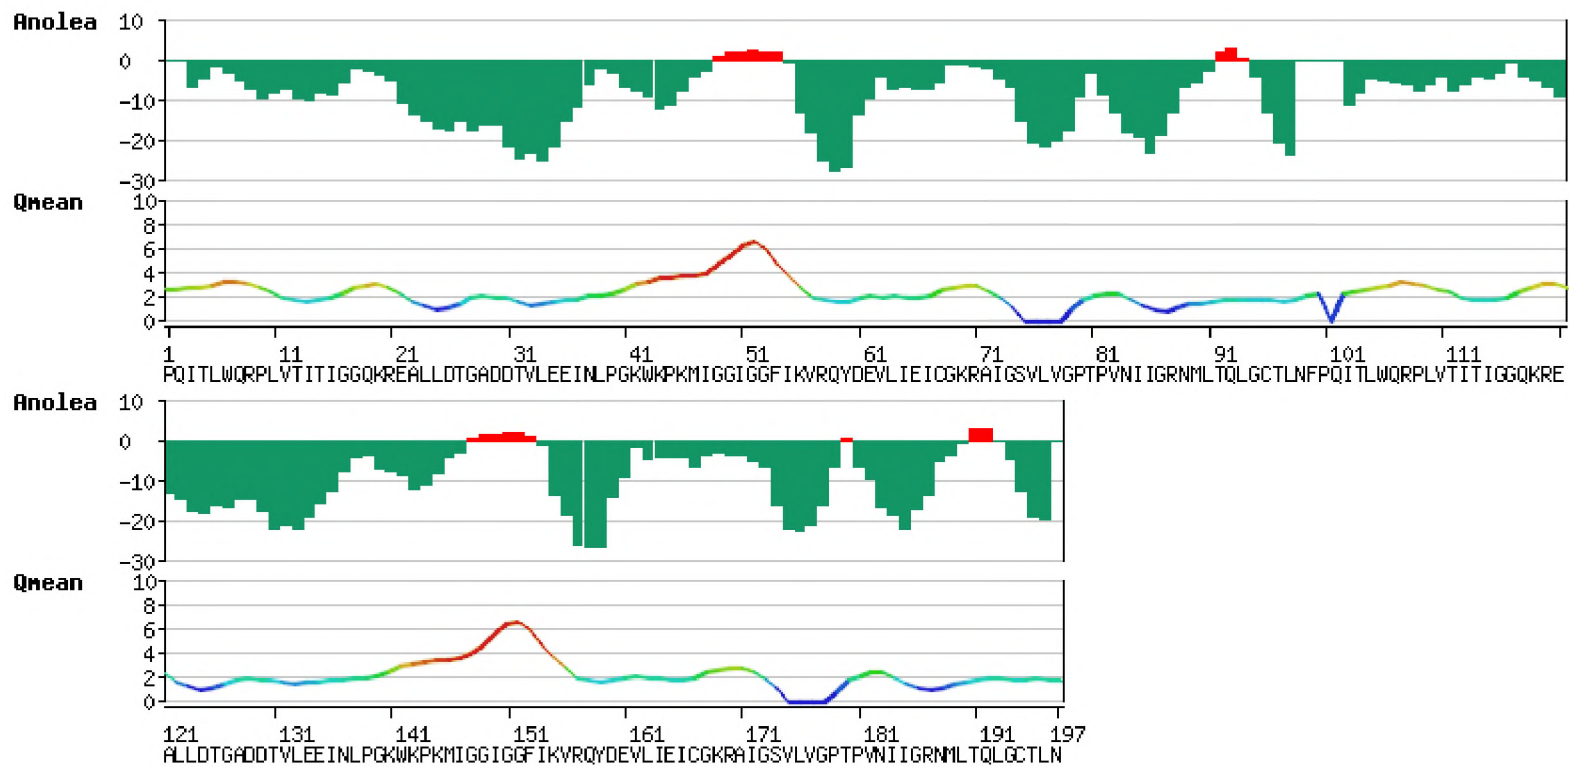 Anolea
10
0
-10
-20
-30
Qmean
10
8
6
4
2
0
1 11 21 31 41 51 61 71 81 91 101 111
PQITLWQRPLVTITIGGQKREALLDTGADDTVLEEINLPGKWKPKMIGGIGGFIKVRQYDEVLIEICGKRAIGSVLVGPTPVNIIGRNMLTQLGCTLNFPQITLWQRPLVTITIGGQKRE
Anolea
10
0
-10
-20
-30
Qmean
10
8
6
4
2
0
121 131 141 151 161 171 181 191 197
ALLDTGADDTVLEEINLPGKWKPKMIGGIGGFIKVRQYDEVLIEICGKRAIGSVLVGPTPVNIIGRNMLTQLGCTLN